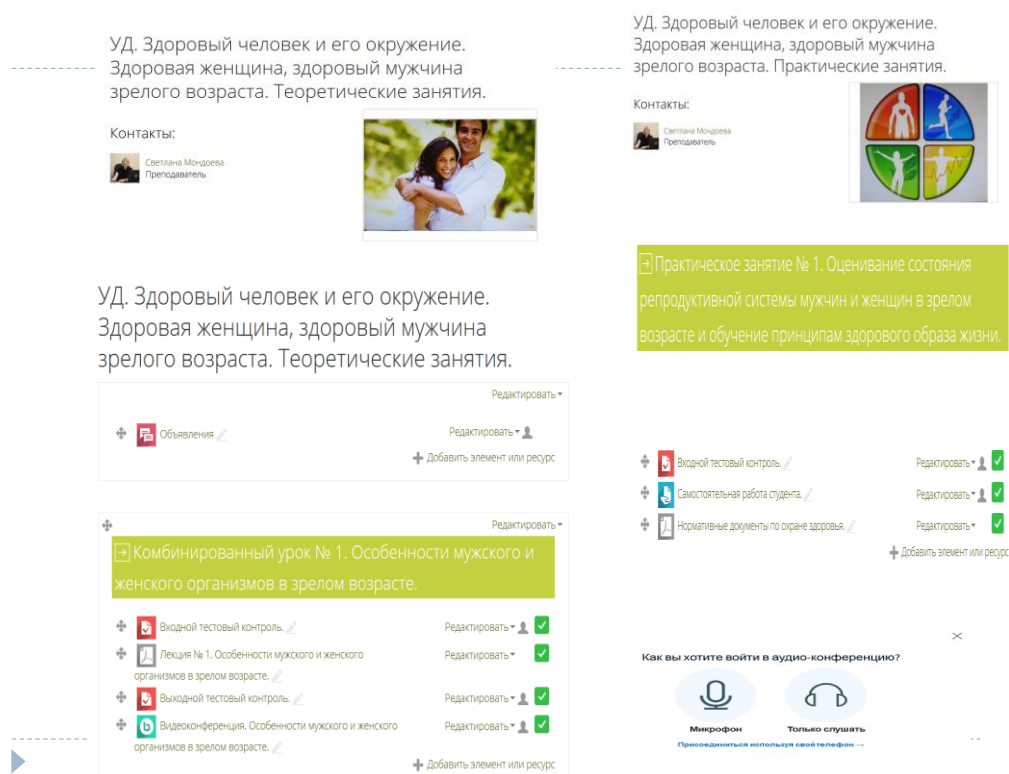 УД. Здоровый человек и его окружение.
Здоровая женщина, здоровый мужчина
зрелого возраста. Теоретические занятия.
Контакты:
Светлана Мондоева
Преподаватель
УД. Здоровый человек и его окружение.
Здоровая женщина, здоровый мужчина
зрелого возраста. Теоретические занятия.
Редактировать
Объявления
Редактировать
Добавить элемент или ресурс
Редактировать
Комбинированный урок № 1. Особенности мужского и
женского организмов в зрелом возрасте.
Входной тестовый контроль.
Редактировать
Лекция № 1. Особенности мужского и женского
организмов в зрелом возрасте.
Редактировать
Выходной тестовый контроль.
Редактировать
Видеоконференция. Особенности мужского и женского
организмов в зрелом возрасте.
Редактировать
Добавить элемент или ресурс
УД. Здоровый человек и его окружение.
Здоровая женщина, здоровый мужчина
зрелого возраста. Практические занятия.
Контакты:
Светлана Мондоева
Преподаватель
Практическое занятие № 1. Оценивание состояния
репродуктивной системы мужчин и женщин в зрелом
возрасте и обучение принципам здорового образа жизни.
Входной тестовый контроль.
Редактировать
Самостоятельная работа студента.
Редактировать
Нормативные документы по охране здоровья.
Редактировать
Добавить элемент или ресурс
Как вы хотите войти в аудио-конференцию?
Микрофон
Только слушать
Присоединиться используя свой телефон →